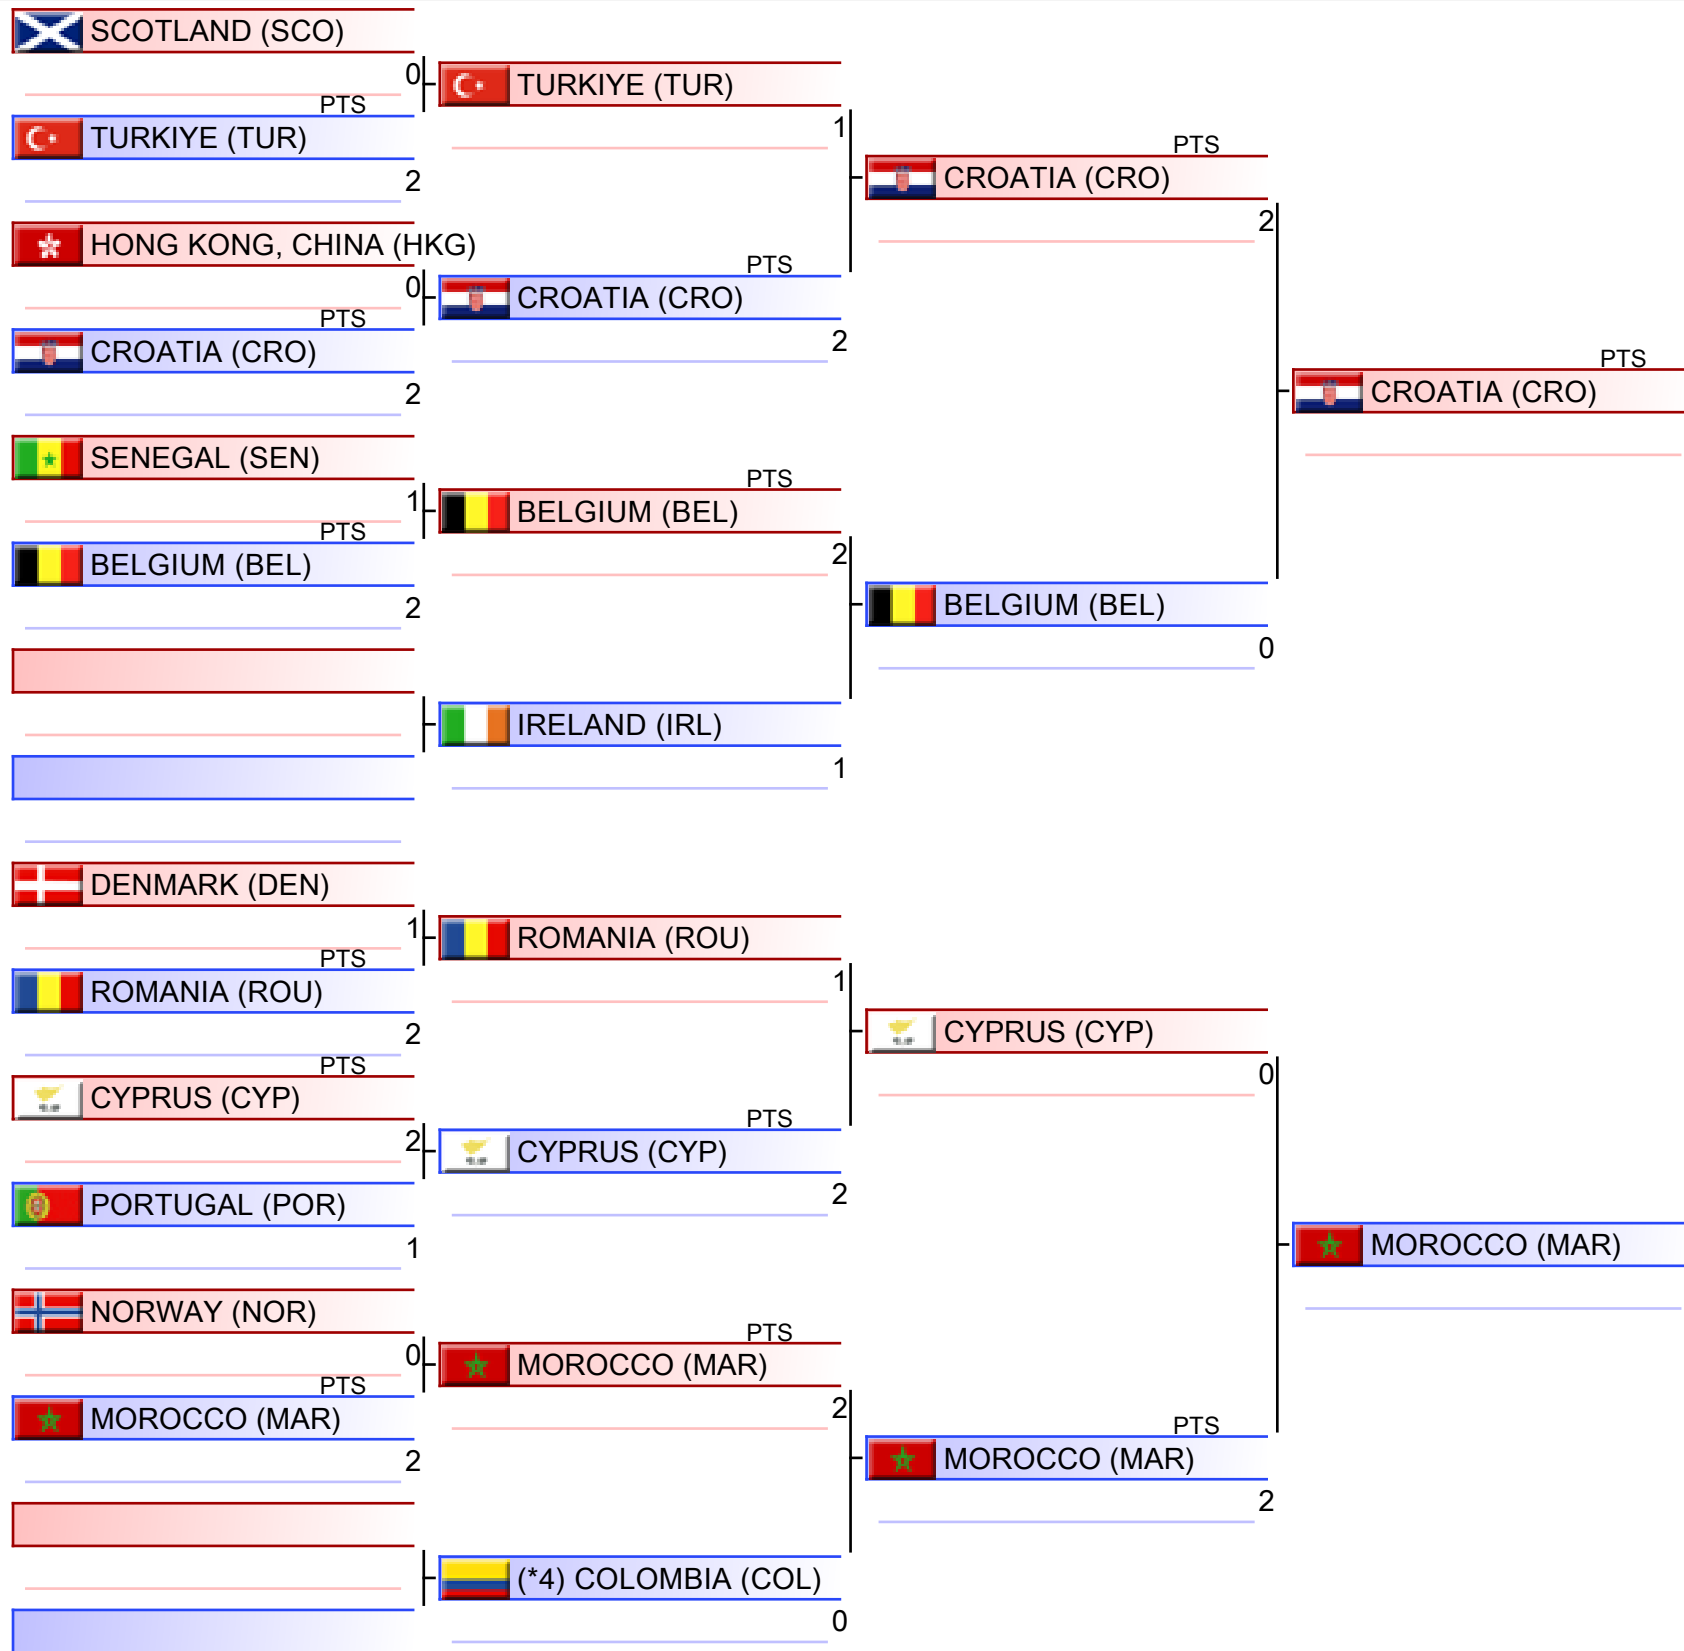 SCOTLAND (SCO)
0
PTS
TURKIYE (TUR)
2
HONG KONG, CHINA (HKG)
0
PTS
CROATIA (CRO)
2
SENEGAL (SEN)
1
PTS
BELGIUM (BEL)
2
DENMARK (DEN)
1
PTS
ROMANIA (ROU)
2
PTS
CYPRUS (CYP)
2
PORTUGAL (POR)
1
NORWAY (NOR)
0
PTS
MOROCCO (MAR)
2
TURKIYE (TUR)
1
PTS
CROATIA (CRO)
2
PTS
BELGIUM (BEL)
2
IRELAND (IRL)
1
ROMANIA (ROU)
1
PTS
CYPRUS (CYP)
2
PTS
MOROCCO (MAR)
2
(*4) COLOMBIA (COL)
0
PTS
CROATIA (CRO)
2
BELGIUM (BEL)
0
CYPRUS (CYP)
0
PTS
MOROCCO (MAR)
2
PTS
CROATIA (CRO)
MOROCCO (MAR)